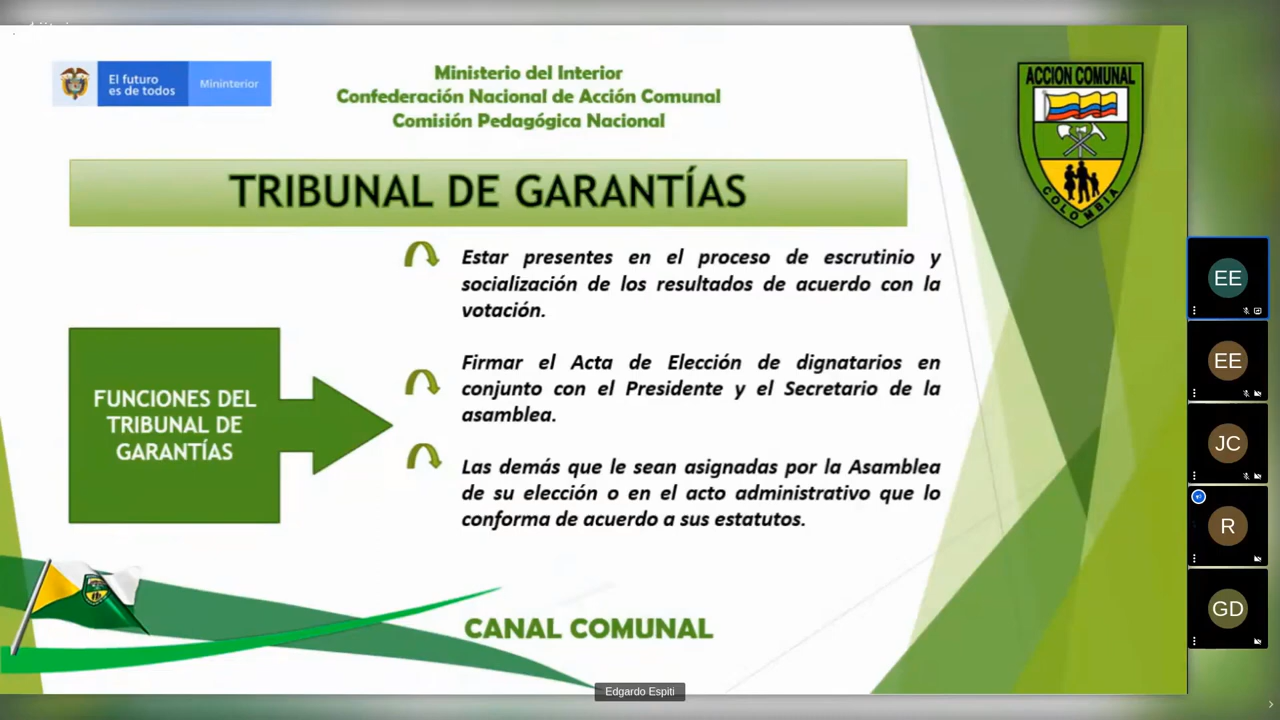 El futuro
es de todos
Mininterior
Ministerio del Interior
Confederación Nacional de Acción Comunal
Comisión Pedagógica Nacional
ACCION COMUNAL
COLOMBIA
TRIBUNAL DE GARANTÍAS
Estar presentes en el proceso de escrutinio y
socialización de los resultados de acuerdo con la
votación.
FUNCIONES DEL
TRIBUNAL DE
GARANTÍAS
Firmar el Acta de Elección de dignatarios en
conjunto con el Presidente y el Secretario de la
asamblea.
Las demás que le sean asignadas por la Asamblea
de su elección o en el acto administrativo que lo
conforma de acuerdo a sus estatutos.
CANAL COMUNAL
Edgardo Espiti
EE
EE
JC
R
GD